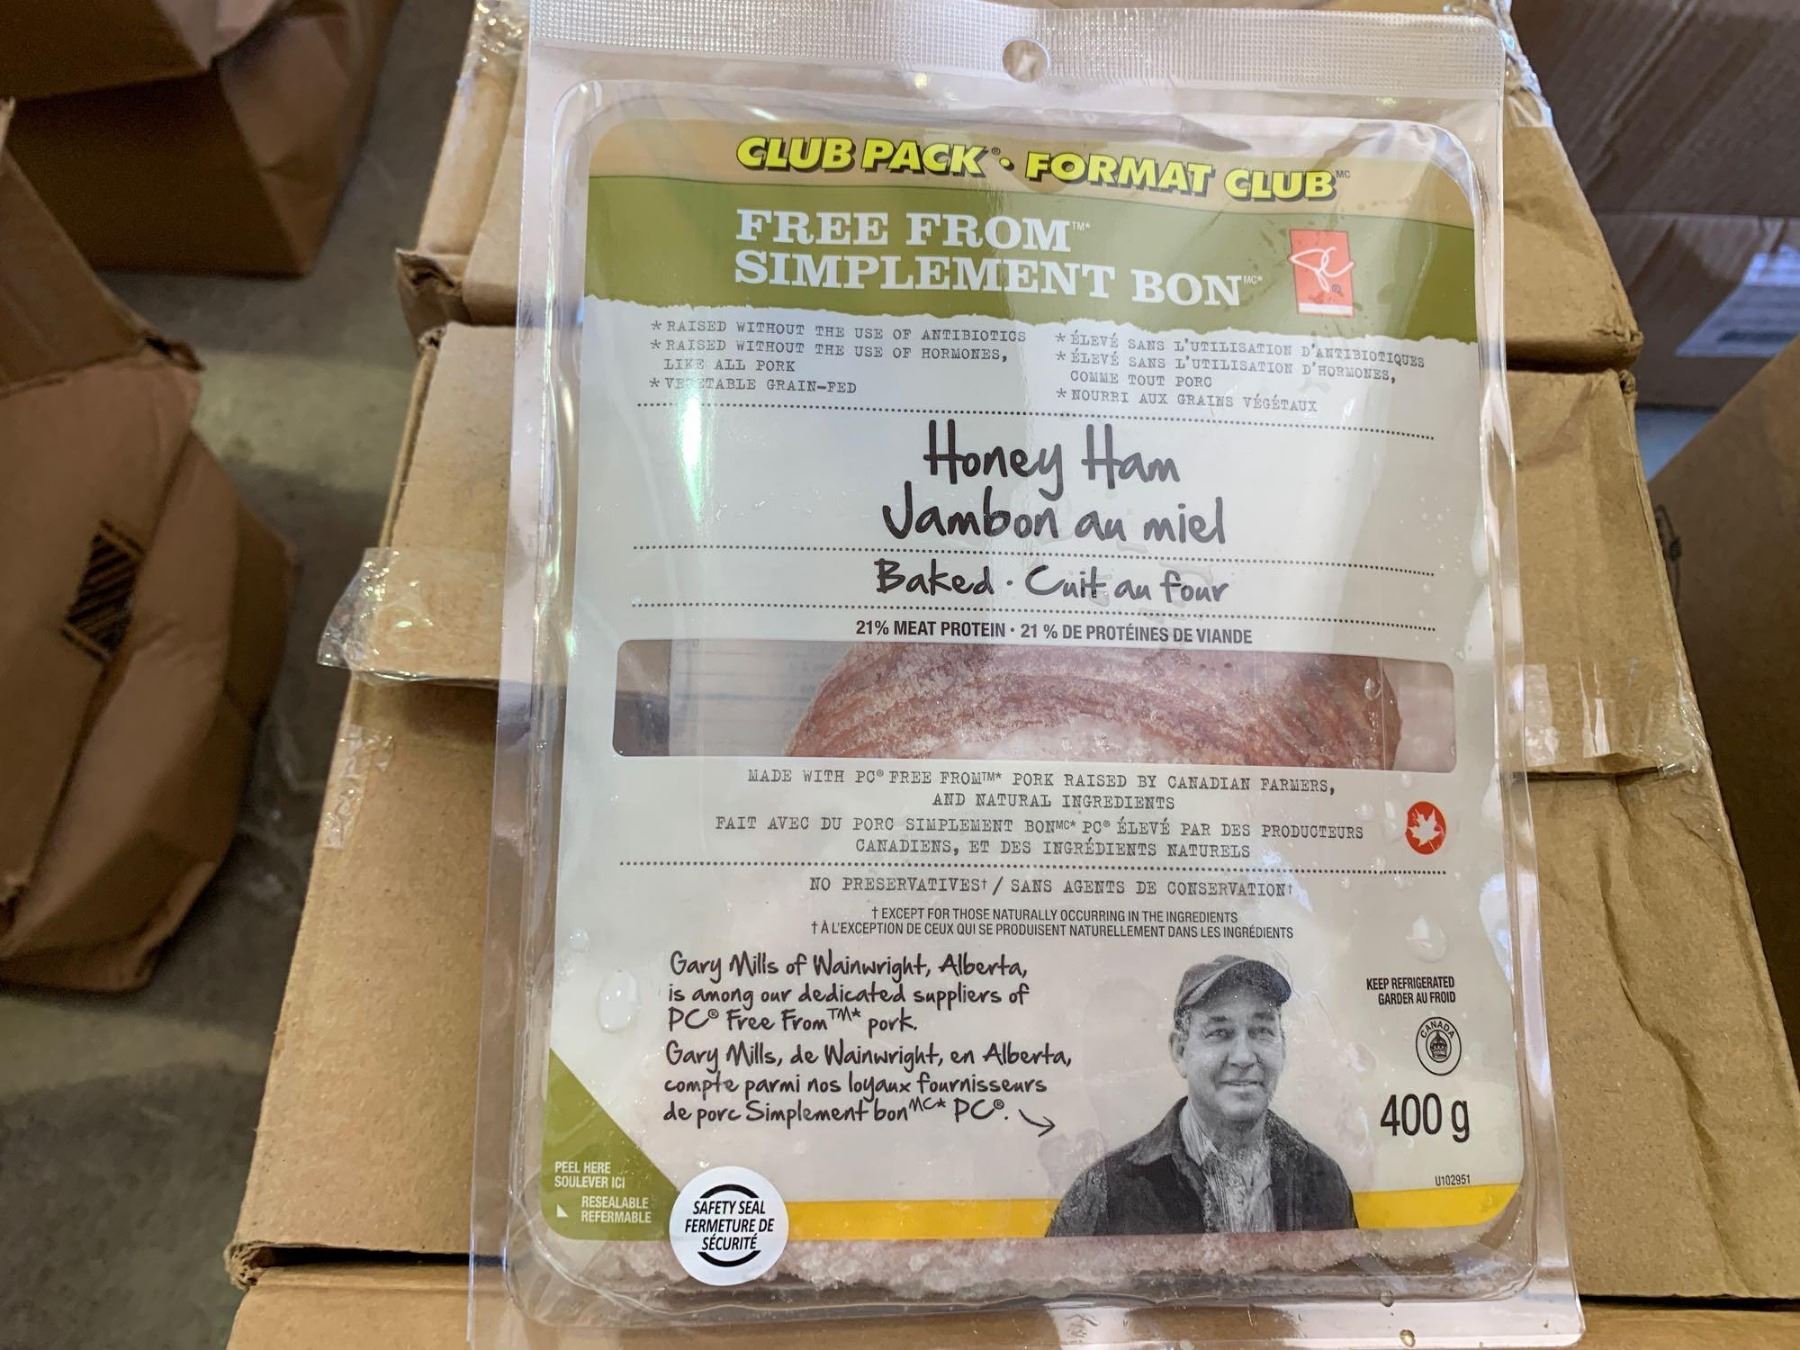 CLUB PACK® • FORMAT CLUB MC
FREE FROM™*
SIMPLEMENT BON MC*
PC®
* RAISED WITHOUT THE USE OF ANTIBIOTICS
* RAISED WITHOUT THE USE OF HORMONES,
LIKE ALL PORK
* VEGETABLE GRAIN-FED
* ÉLEVÉ SANS L'UTILISATION D'ANTIBIOTIQUES
* ÉLEVÉ SANS L'UTILISATION D'HORMONES,
COMME TOUT PORC
* NOURRI AUX GRAINS VÉGÉTAUX
Honey Ham
Jambon au miel
Baked · Cuit au four
21% MEAT PROTEIN • 21 % DE PROTÉINES DE VIANDE
MADE WITH PC® FREE FROM™* PORK RAISED BY CANADIAN FARMERS,
AND NATURAL INGREDIENTS
FAIT AVEC DU PORC SIMPLEMENT BON MC* PC® ÉLEVÉ PAR DES PRODUCTEURS
CANADIENS, ET DES INGRÉDIENTS NATURELS
NO PRESERVATIVES† / SANS AGENTS DE CONSERVATION†
† EXCEPT FOR THOSE NATURALLY OCCURRING IN THE INGREDIENTS
† À L'EXCEPTION DE CEUX QUI SE PRODUISENT NATURELLEMENT DANS LES INGRÉDIENTS
Gary Mills of Wainwright, Alberta,
is among our dedicated suppliers of
PC® Free From™* pork.
Gary Mills, de Wainwright, en Alberta,
compte parmi nos loyaux fournisseurs
de porc Simplement bon MC* PC®.
KEEP REFRIGERATED
GARDER AU FROID
CANADA
400 g
U102951
PEEL HERE
SOULEVER ICI
RESEALABLE
REFERMABLE
SAFETY SEAL
FERMETURE DE
SÉCURITÉ